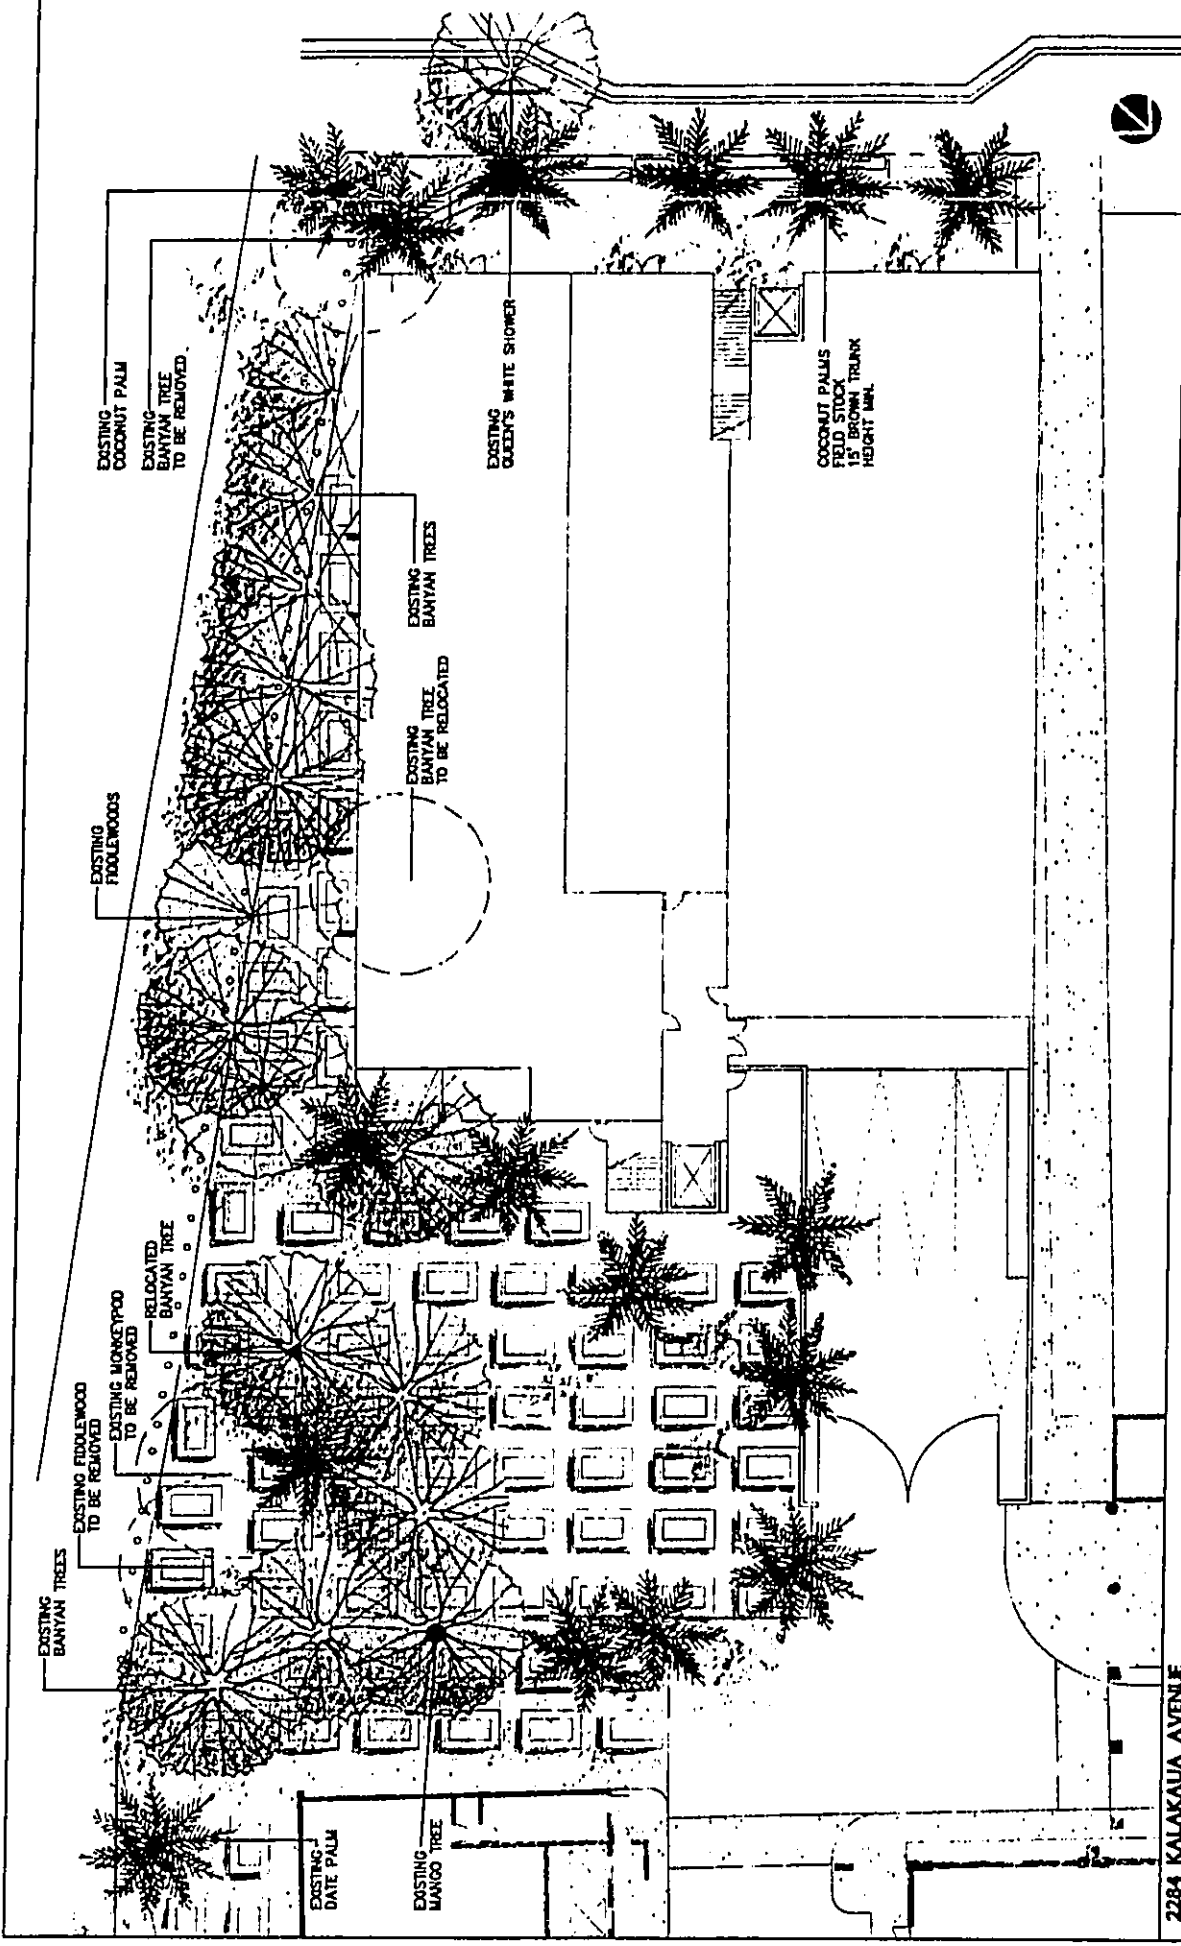 EXISTING
BANYAN TREES
EXISTING FIDDLEWOOD
TO BE REMOVED
EXISTING MONKEYPOD
TO BE REMOVED
RELOCATED
BANYAN TREE
EXISTING
FIDDLEWOODS
EXISTING
COCONUT PALM
EXISTING
BANYAN TREE
TO BE REMOVED
EXISTING
BANYAN TREE
TO BE RELOCATED
EXISTING
BANYAN TREES
EXISTING
QUEEN'S WHITE SHOWER
EXISTING
DATE PALM
EXISTING
MANGO TREE
COCONUT PALMS
FIELD STOCK
15' BROWN TRUNK
HEIGHT MIN.
2284 KALAKAUA AVENUE